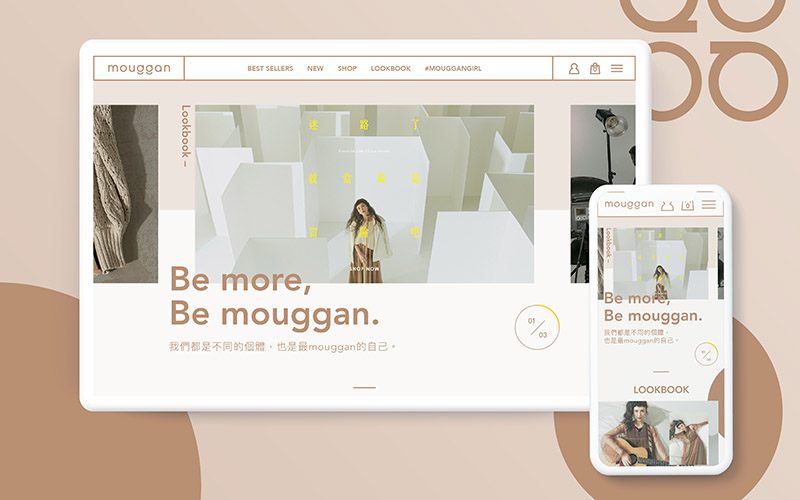 mouggan
BEST SELLERS NEW SHOP LOOKBOOK #MOUGGANGIRL
Lookbook –
迷 路 了
SHOP NOW
Be more,
Be mouggan.
我們都是不同的個體，也是最mouggan的自己。
01
03
mouggan
Lookbook –
Be more,
Be mouggan.
我們都是不同的個體，
也是最mouggan的自己。
LOOKBOOK